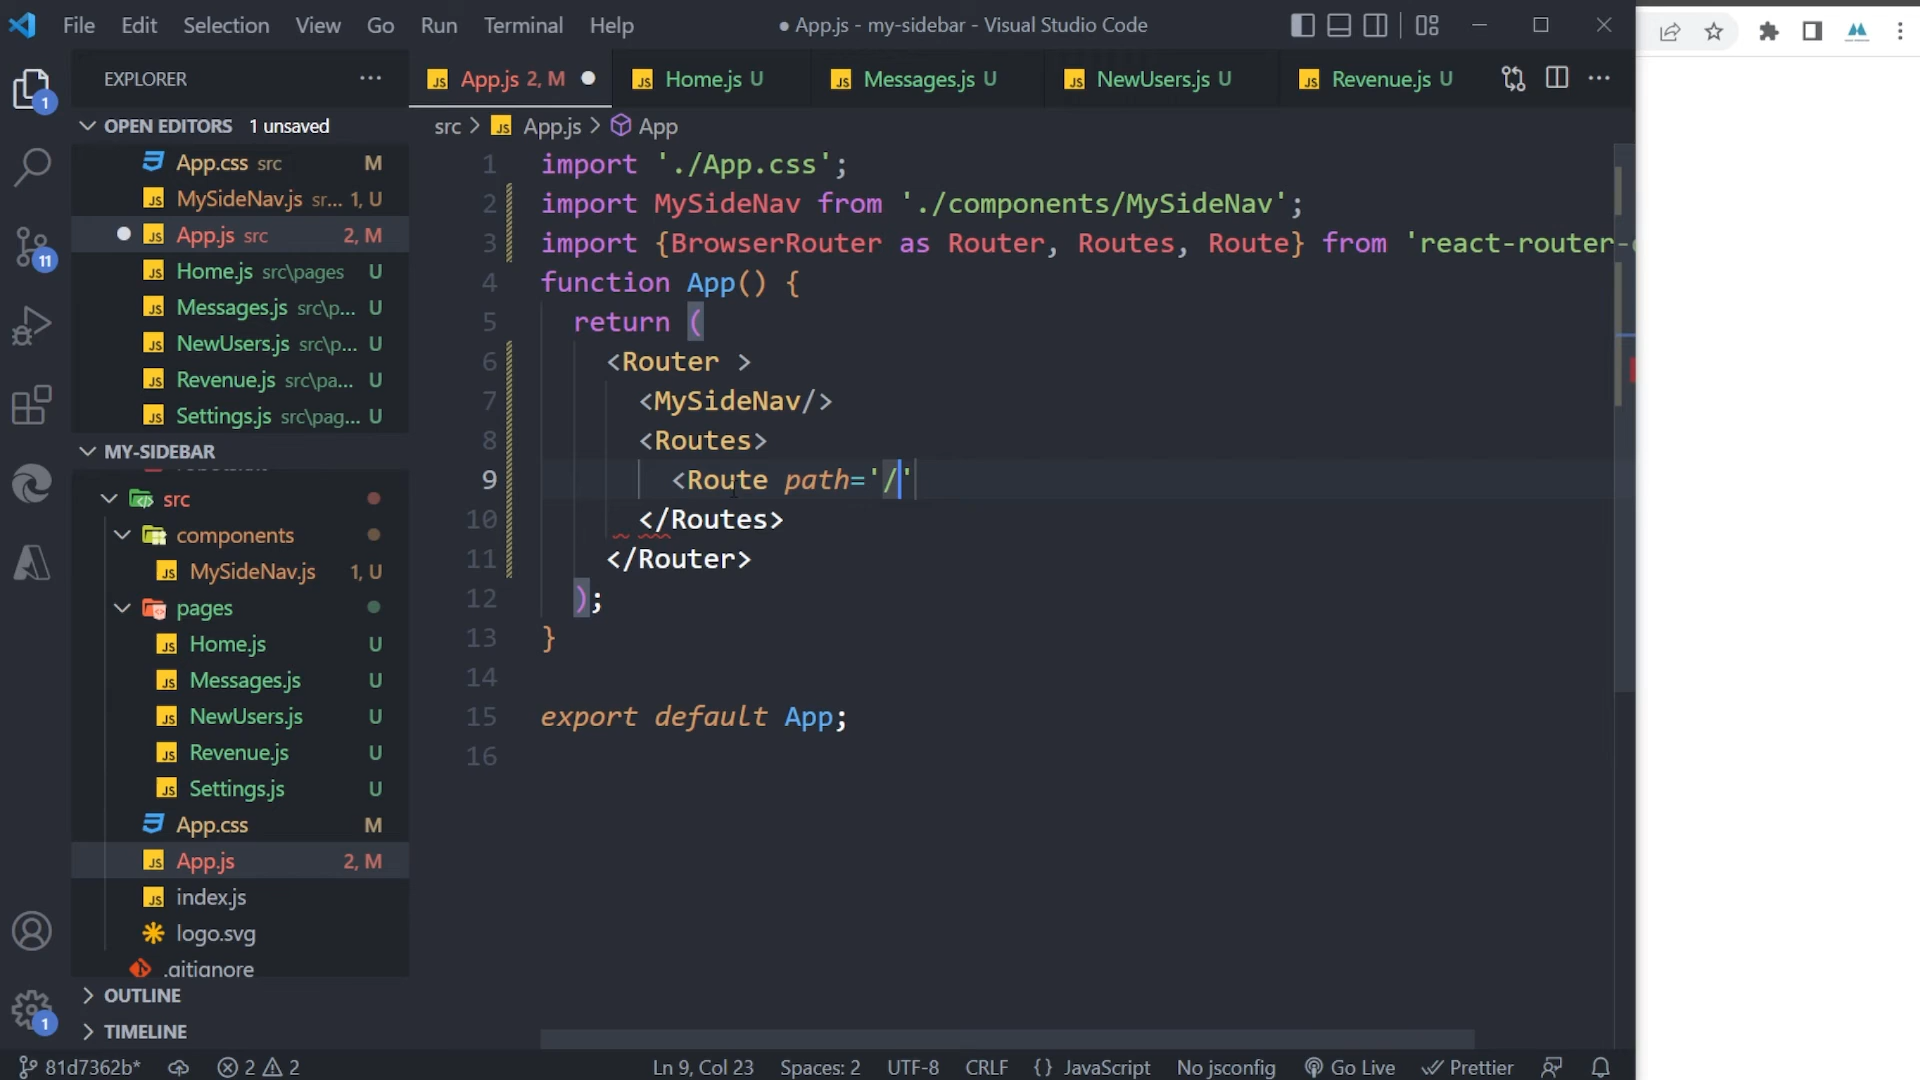 File Edit Selection View Go Run Terminal Help
● App.js - my-sidebar - Visual Studio Code
EXPLORER ···
App.js 2, M
Home.js U
Messages.js U
NewUsers.js U
Revenue.js U
OPEN EDITORS 1 unsaved
App.css src M
MySideNav.js sr... 1, U
App.js src 2, M
Home.js src\pages U
Messages.js src\p... U
NewUsers.js src\p... U
Revenue.js src\pa... U
Settings.js src\pag... U
MY-SIDEBAR
src
components
MySideNav.js 1, U
pages
Home.js U
Messages.js U
NewUsers.js U
Revenue.js U
Settings.js U
App.css M
App.js 2, M
index.js
logo.svg
.gitignore
OUTLINE
TIMELINE
src > App.js > App
1 import './App.css';
2 import MySideNav from './components/MySideNav';
3 import {BrowserRouter as Router, Routes, Route} from 'react-router-
4 function App() {
5 return (
6 <Router >
7 <MySideNav/>
8 <Routes>
9 <Route path='/'
10 </Routes>
11 </Router>
12 );
13 }
14
15 export default App;
16
1
11
1
81d7362b* 2 2
Ln 9, Col 23 Spaces: 2 UTF-8 CRLF {} JavaScript No jsconfig Go Live Prettier